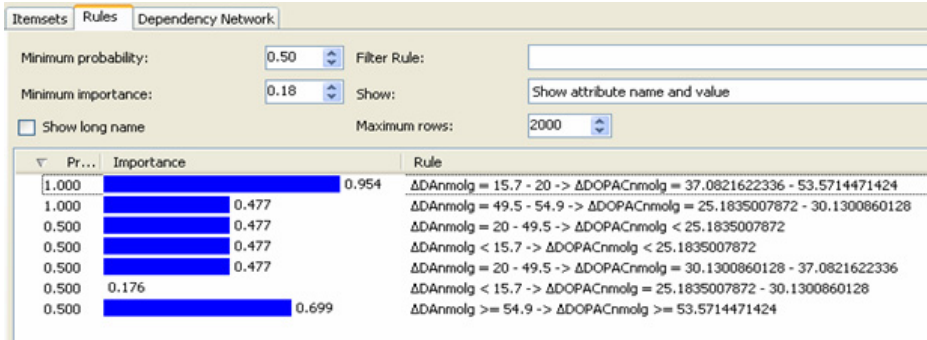 Itemsets Rules Dependency Network
Minimum probability: 0.50 Filter Rule:
Minimum importance: 0.18 Show: Show attribute name and value
Show long name Maximum rows: 2000
Pr... Importance Rule
1.000 0.954 ΔDAnmolg = 15.7 - 20 -> ΔDOPACnmolg = 37.0821622336 - 53.5714471424
1.000 0.477 ΔDAnmolg = 49.5 - 54.9 -> ΔDOPACnmolg = 25.1835007872 - 30.1300860128
0.500 0.477 ΔDAnmolg = 20 - 49.5 -> ΔDOPACnmolg < 25.1835007872
0.500 0.477 ΔDAnmolg < 15.7 -> ΔDOPACnmolg < 25.1835007872
0.500 0.477 ΔDAnmolg = 20 - 49.5 -> ΔDOPACnmolg = 30.1300860128 - 37.0821622336
0.500 0.176 ΔDAnmolg < 15.7 -> ΔDOPACnmolg = 25.1835007872 - 30.1300860128
0.500 0.699 ΔDAnmolg >= 54.9 -> ΔDOPACnmolg >= 53.5714471424